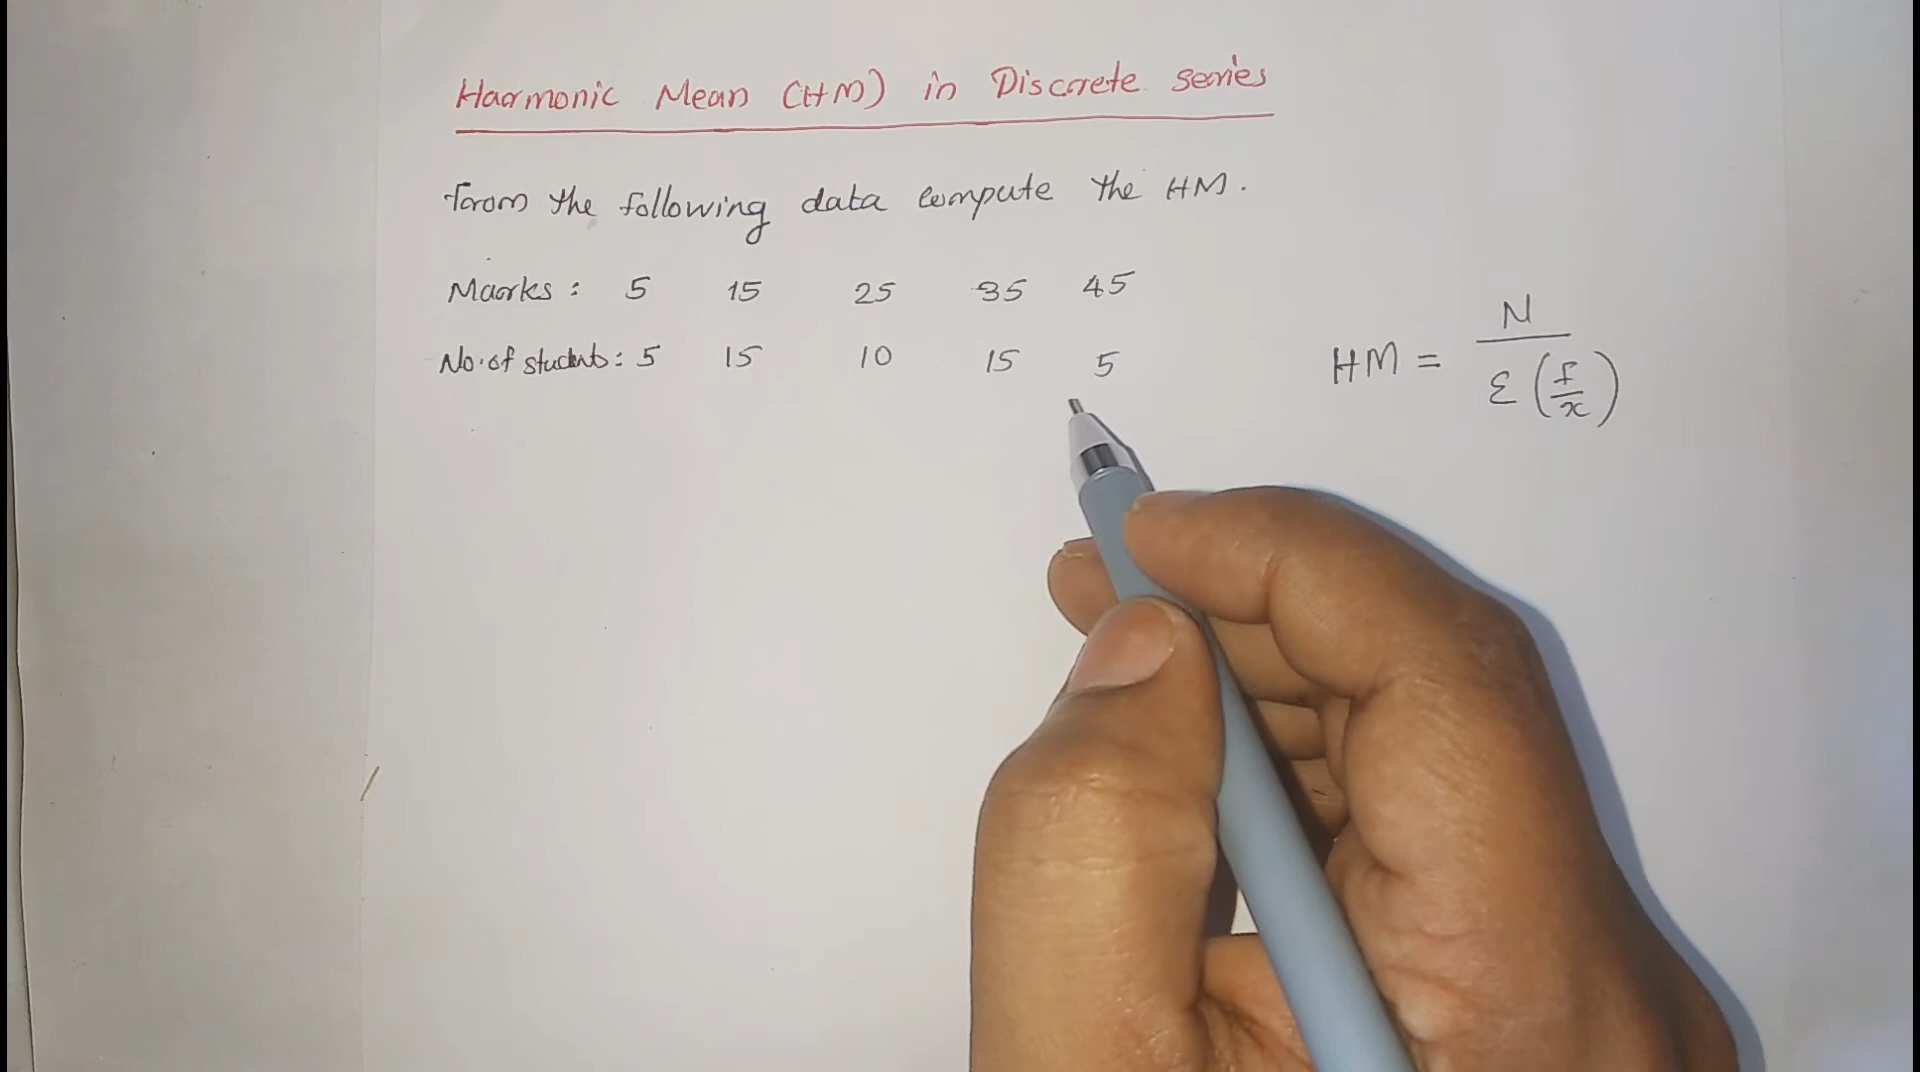 Harmonic Mean (HM) in Discrete series
From the following data compute the HM.
Marks : 5 15 25 35 45
No. of students : 5 15 10 15 5
HM = N / Σ (f/x)